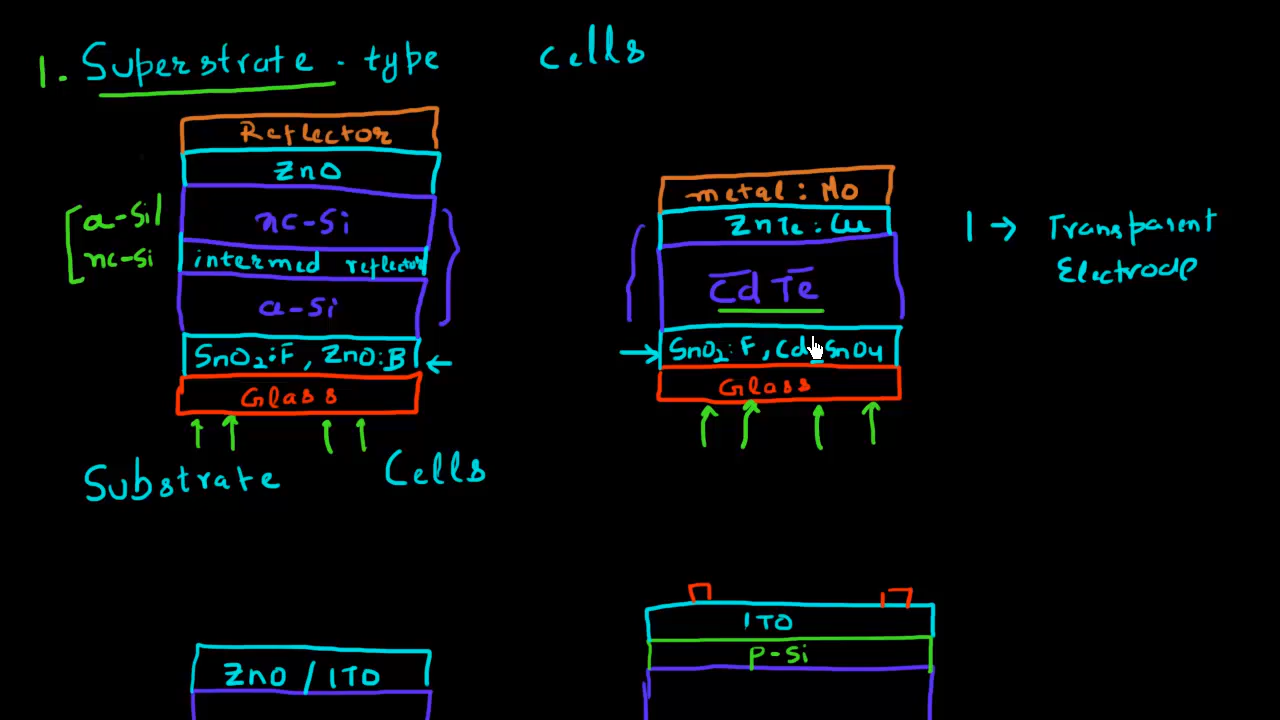 1. Superstrate - type cells
Reflector
ZnO
nc-Si
intermed reflector
a-Si
SnO₂:F, ZnO:B
Glass
a-Si/
nc-Si
metal: Mo
ZnTe: Cu
CdTe
SnO₂:F, Cd₂SnO4
Glass
1 → Transparent
Electrode
Substrate Cells
ZnO / ITO
ITO
p-Si